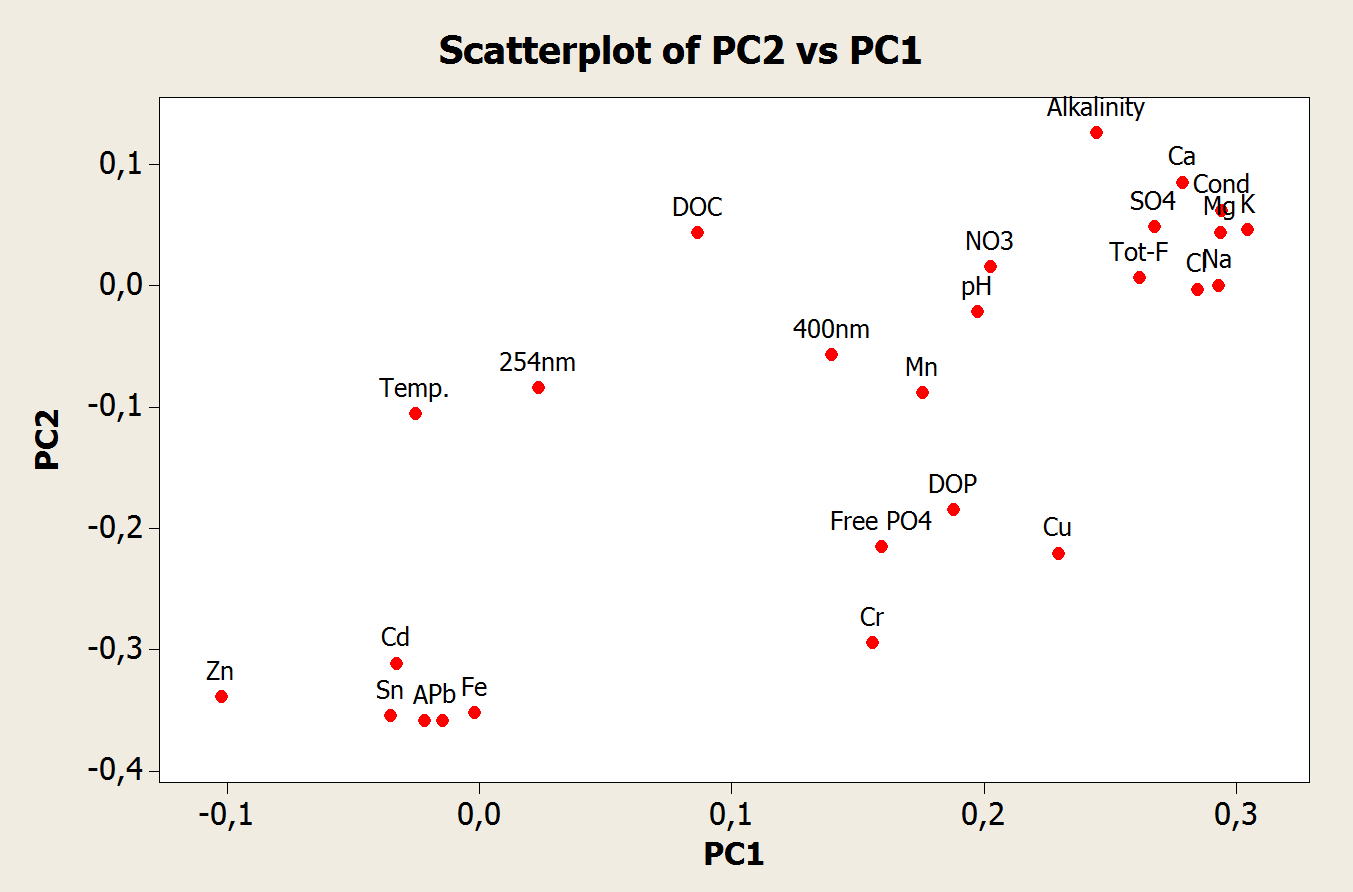 Scatterplot of PC2 vs PC1
Alkalinity
Ca
Cond
SO4
Mg K
DOC
NO3
Tot-F
Cl
Na
pH
400nm
254nm
Mn
Temp.
DOP
Free PO4
Cu
Cr
Cd
Zn
Sn
Pb
Fe
PC2
0,1
0,0
-0,1
-0,2
-0,3
-0,4
-0,1 0,0 0,1 0,2 0,3
PC1